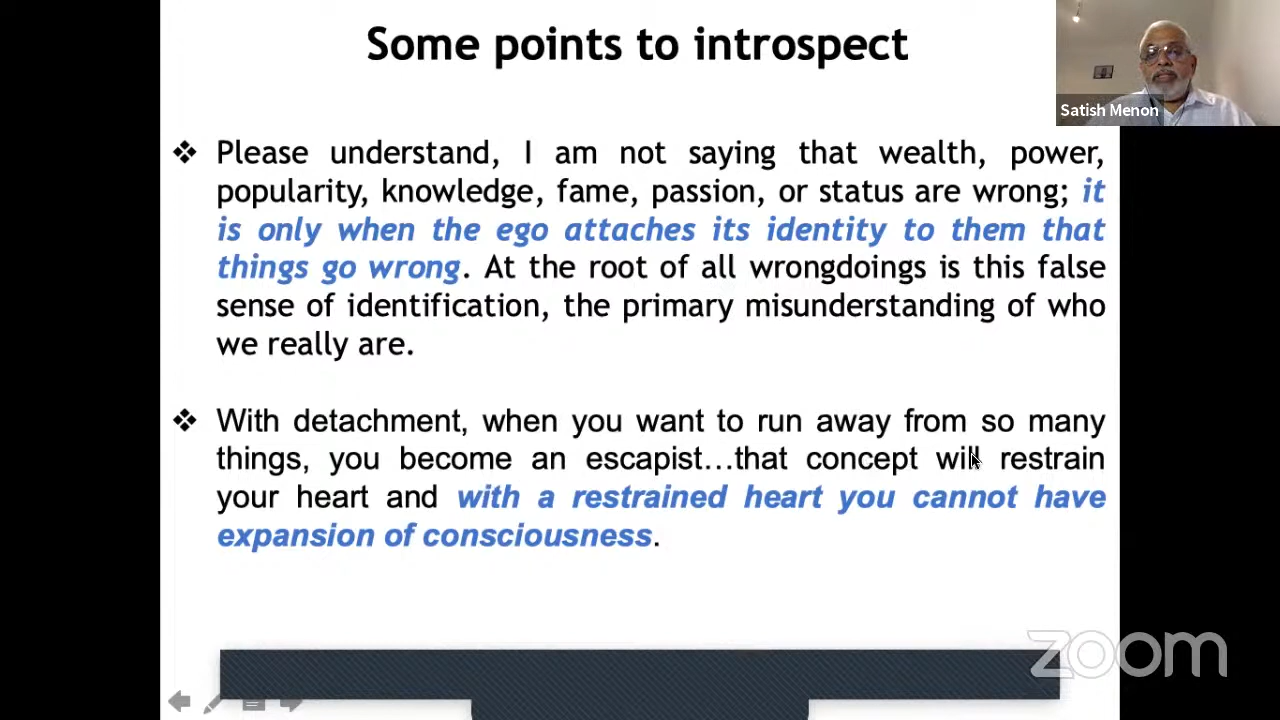 Some points to introspect
Satish Menon
❖ Please understand, I am not saying that wealth, power,
popularity, knowledge, fame, passion, or status are wrong; it
is only when the ego attaches its identity to them that
things go wrong. At the root of all wrongdoings is this false
sense of identification, the primary misunderstanding of who
we really are.
❖ With detachment, when you want to run away from so many
things, you become an escapist...that concept will restrain
your heart and with a restrained heart you cannot have
expansion of consciousness.
zoom